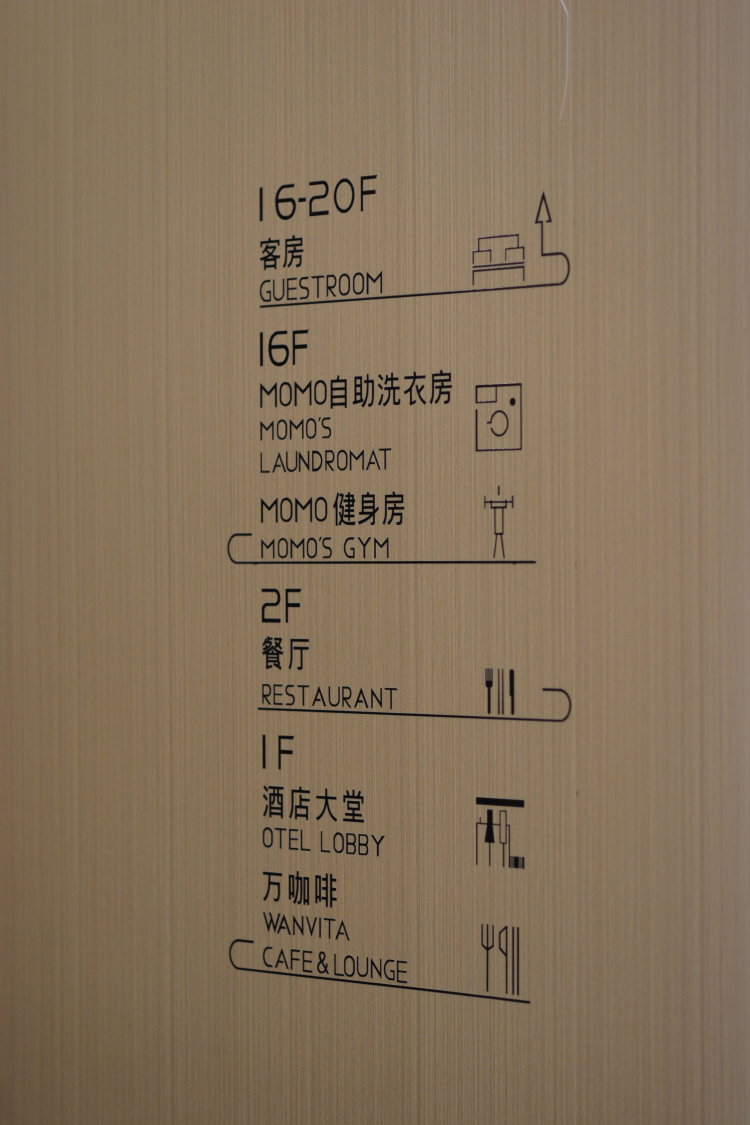 16-20F
客房
GUESTROOM
16F
MOMO自助洗衣房
MOMO'S
LAUNDROMAT
MOMO健身房
MOMO'S GYM
2F
餐厅
RESTAURANT
1F
酒店大堂
OTEL LOBBY
万咖啡
WANVITA
CAFE&LOUNGE